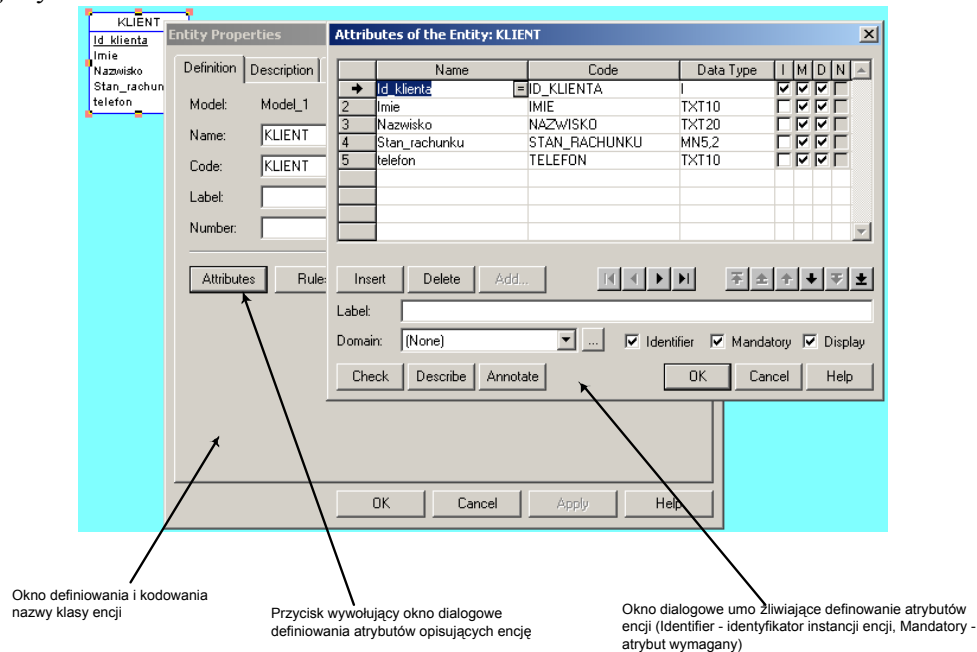 KLIENT
Id_klienta
Imie
Nazwisko
Stan_rachun
telefon
Entity Properties
Definition Description
Model: Model_1
Name: KLIENT
Code: KLIENT
Label:
Number:
Attributes Rule
OK Cancel Apply Help
Attributes of the Entity: KLIENT
Name Code Data Type I M D N
Id_klienta = ID_KLIENTA I
2 Imie IMIE TXT10
3 Nazwisko NAZWISKO TXT20
4 Stan_rachunku STAN_RACHUNKU MN5,2
5 telefon TELEFON TXT10
Insert Delete Add...
Label:
Domain: (None) ... Identifier Mandatory Display
Check Describe Annotate OK Cancel Help
Okno definiowania i kodowania
nazwy klasy encji
Przycisk wywołujący okno dialogowe
definiowania atrybutów opisujących encję
Okno dialogowe umo żliwiające definowanie atrybutów
encji (Identifier - identyfikator instancji encji, Mandatory -
atrybut wymagany)